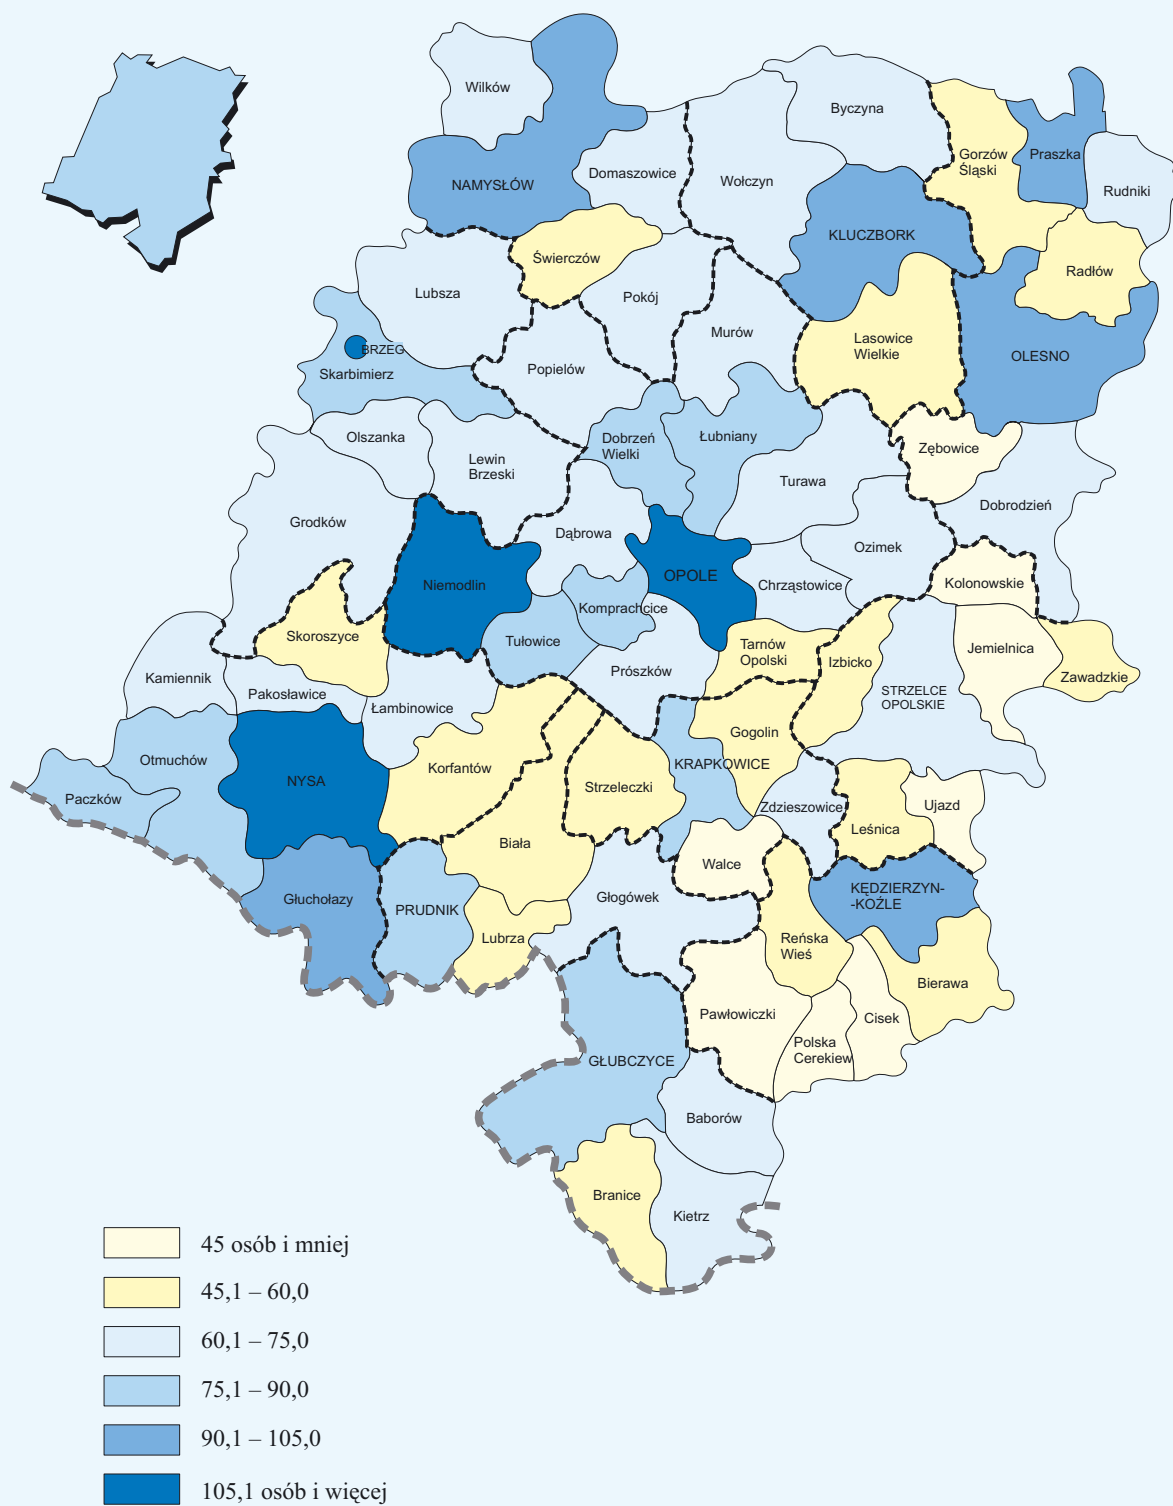 Wilków
Byczyna
Gorzów
Śląski
Praszka
Rudniki
NAMYSŁÓW
Domaszowice
Wołczyn
KLUCZBORK
Świerczów
Radłów
Lubsza
Pokój
Murów
Lasowice
Wielkie
OLESNO
BRZEG
Skarbimierz
Popielów
Olszanka
Lewin
Brzeski
Dobrzeń
Wielki
Łubniany
Zębowice
Turawa
Dobrodzień
Grodków
Dąbrowa
Ozimek
Niemodlin
OPOLE
Chrząstowice
Kolonowskie
Komprachcice
Skoroszyce
Tułowice
Tarnów
Opolski
Izbicko
Jemielnica
Zawadzkie
Kamiennik
Pakosławice
Prószków
STRZELCE
OPOLSKIE
Łambinowice
Gogolin
Otmuchów
Korfantów
KRAPKOWICE
NYSA
Strzeleczki
Paczków
Zdzieszowice
Ujazd
Leśnica
Biała
Walce
Głuchołazy
PRUDNIK
Głogówek
KĘDZIERZYN-
-KOŹLE
Lubrza
Reńska
Wieś
Bierawa
Pawłowiczki
Cisek
Polska
Cerekiew
GŁUBCZYCE
Baborów
Branice
Kietrz
45 osób i mniej
45,1 – 60,0
60,1 – 75,0
75,1 – 90,0
90,1 – 105,0
105,1 osób i więcej